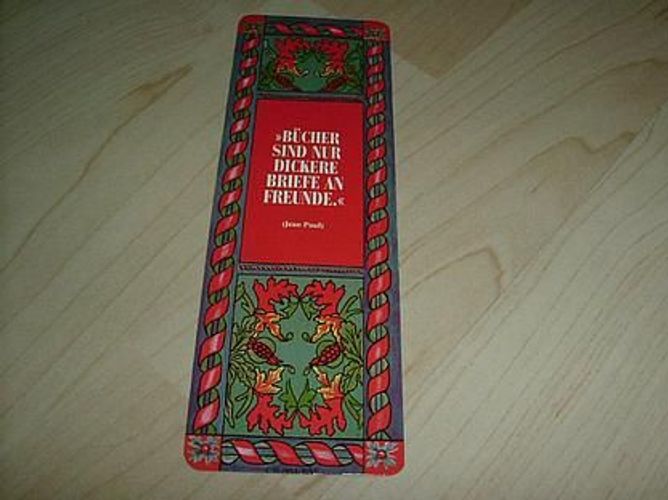 »BÜCHER
SIND NUR
DICKERE
BRIEFE AN
FREUNDE.«
(Jean Paul)